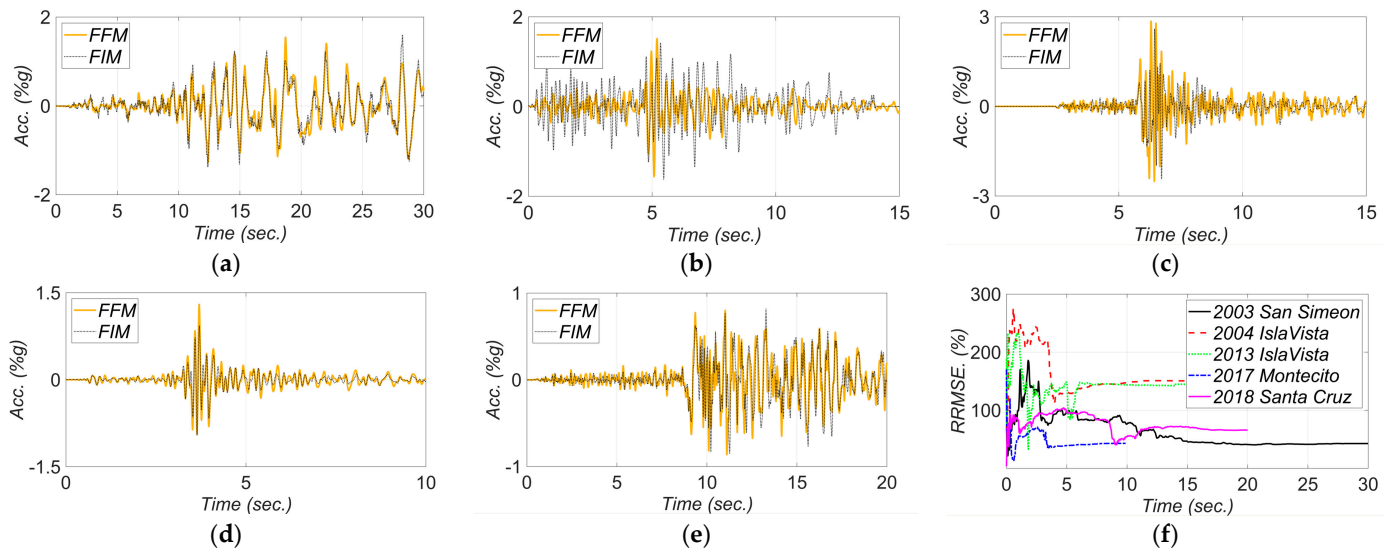 2
0
-2
Acc. (%g)
FFM
FIM
0 5 10 15 20 25 30
Time (sec.)
(a)
2
0
2
Acc. (%g)
FFM
FIM
0 5 10 15
Time (sec.)
(b)
3
0
-3
Acc. (%g)
FFM
FIM
0 5 10 15
Time (sec.)
(c)
1.5
0
-1.5
Acc. (%g)
FFM
FIM
0 5 10
Time (sec.)
(d)
1
0
-1
Acc. (%g)
FFM
FIM
0 5 10 15 20
Time (sec.)
(e)
300
200
100
RRMSE. (%)
2003 San Simeon
2004 IslaVista
2013 IslaVista
2017 Montecito
2018 Santa Cruz
0 5 10 15 20 25 30
Time (sec.)
(f)